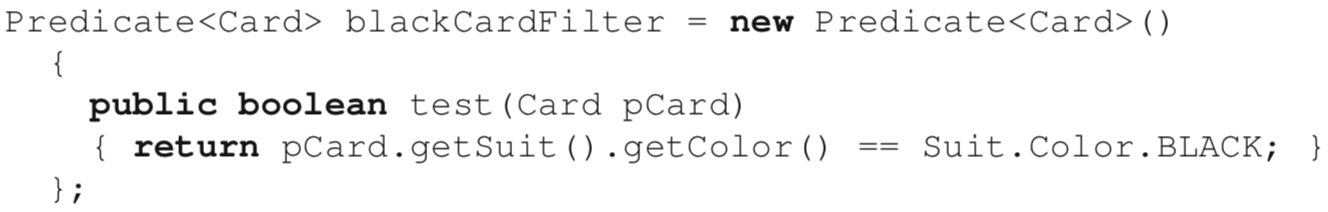 Predicate<Card> blackCardFilter = new Predicate<Card>()
{
public boolean test(Card pCard)
{ return pCard.getSuit().getColor() == Suit.Color.BLACK; }
};